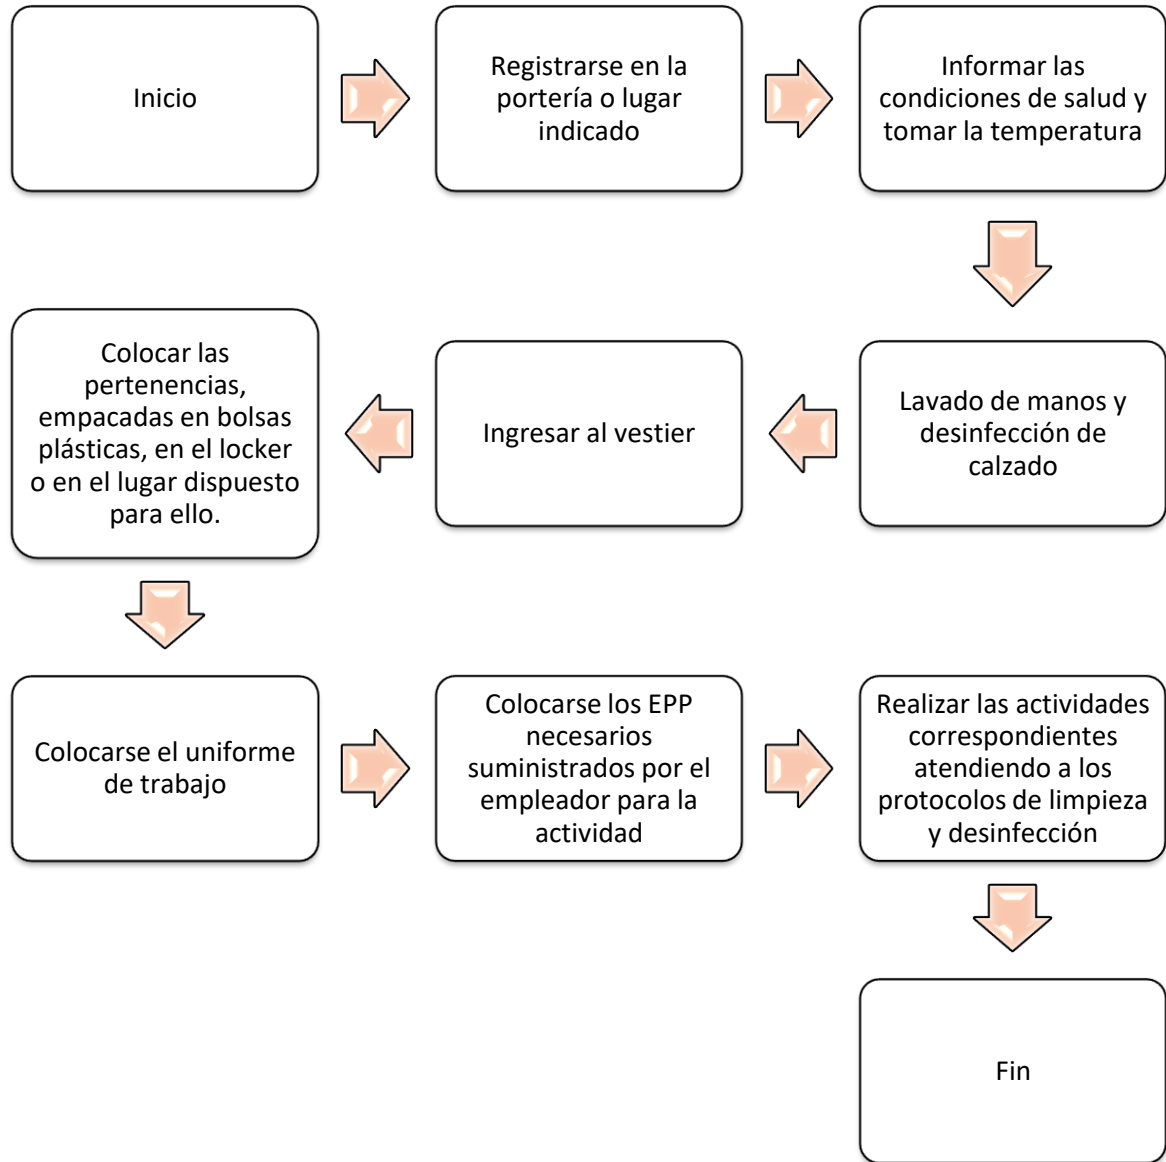 Inicio
Registrarse en la
portería o lugar
indicado
Informar las
condiciones de salud y
tomar la temperatura
Lavado de manos y
desinfección de
calzado
Ingresar al vestier
Colocar las
pertenencias,
empacadas en bolsas
plásticas, en el locker
o en el lugar dispuesto
para ello.
Colocarse el uniforme
de trabajo
Colocarse los EPP
necesarios
suministrados por el
empleador para la
actividad
Realizar las actividades
correspondientes
atendiendo a los
protocolos de limpieza
y desinfección
Fin